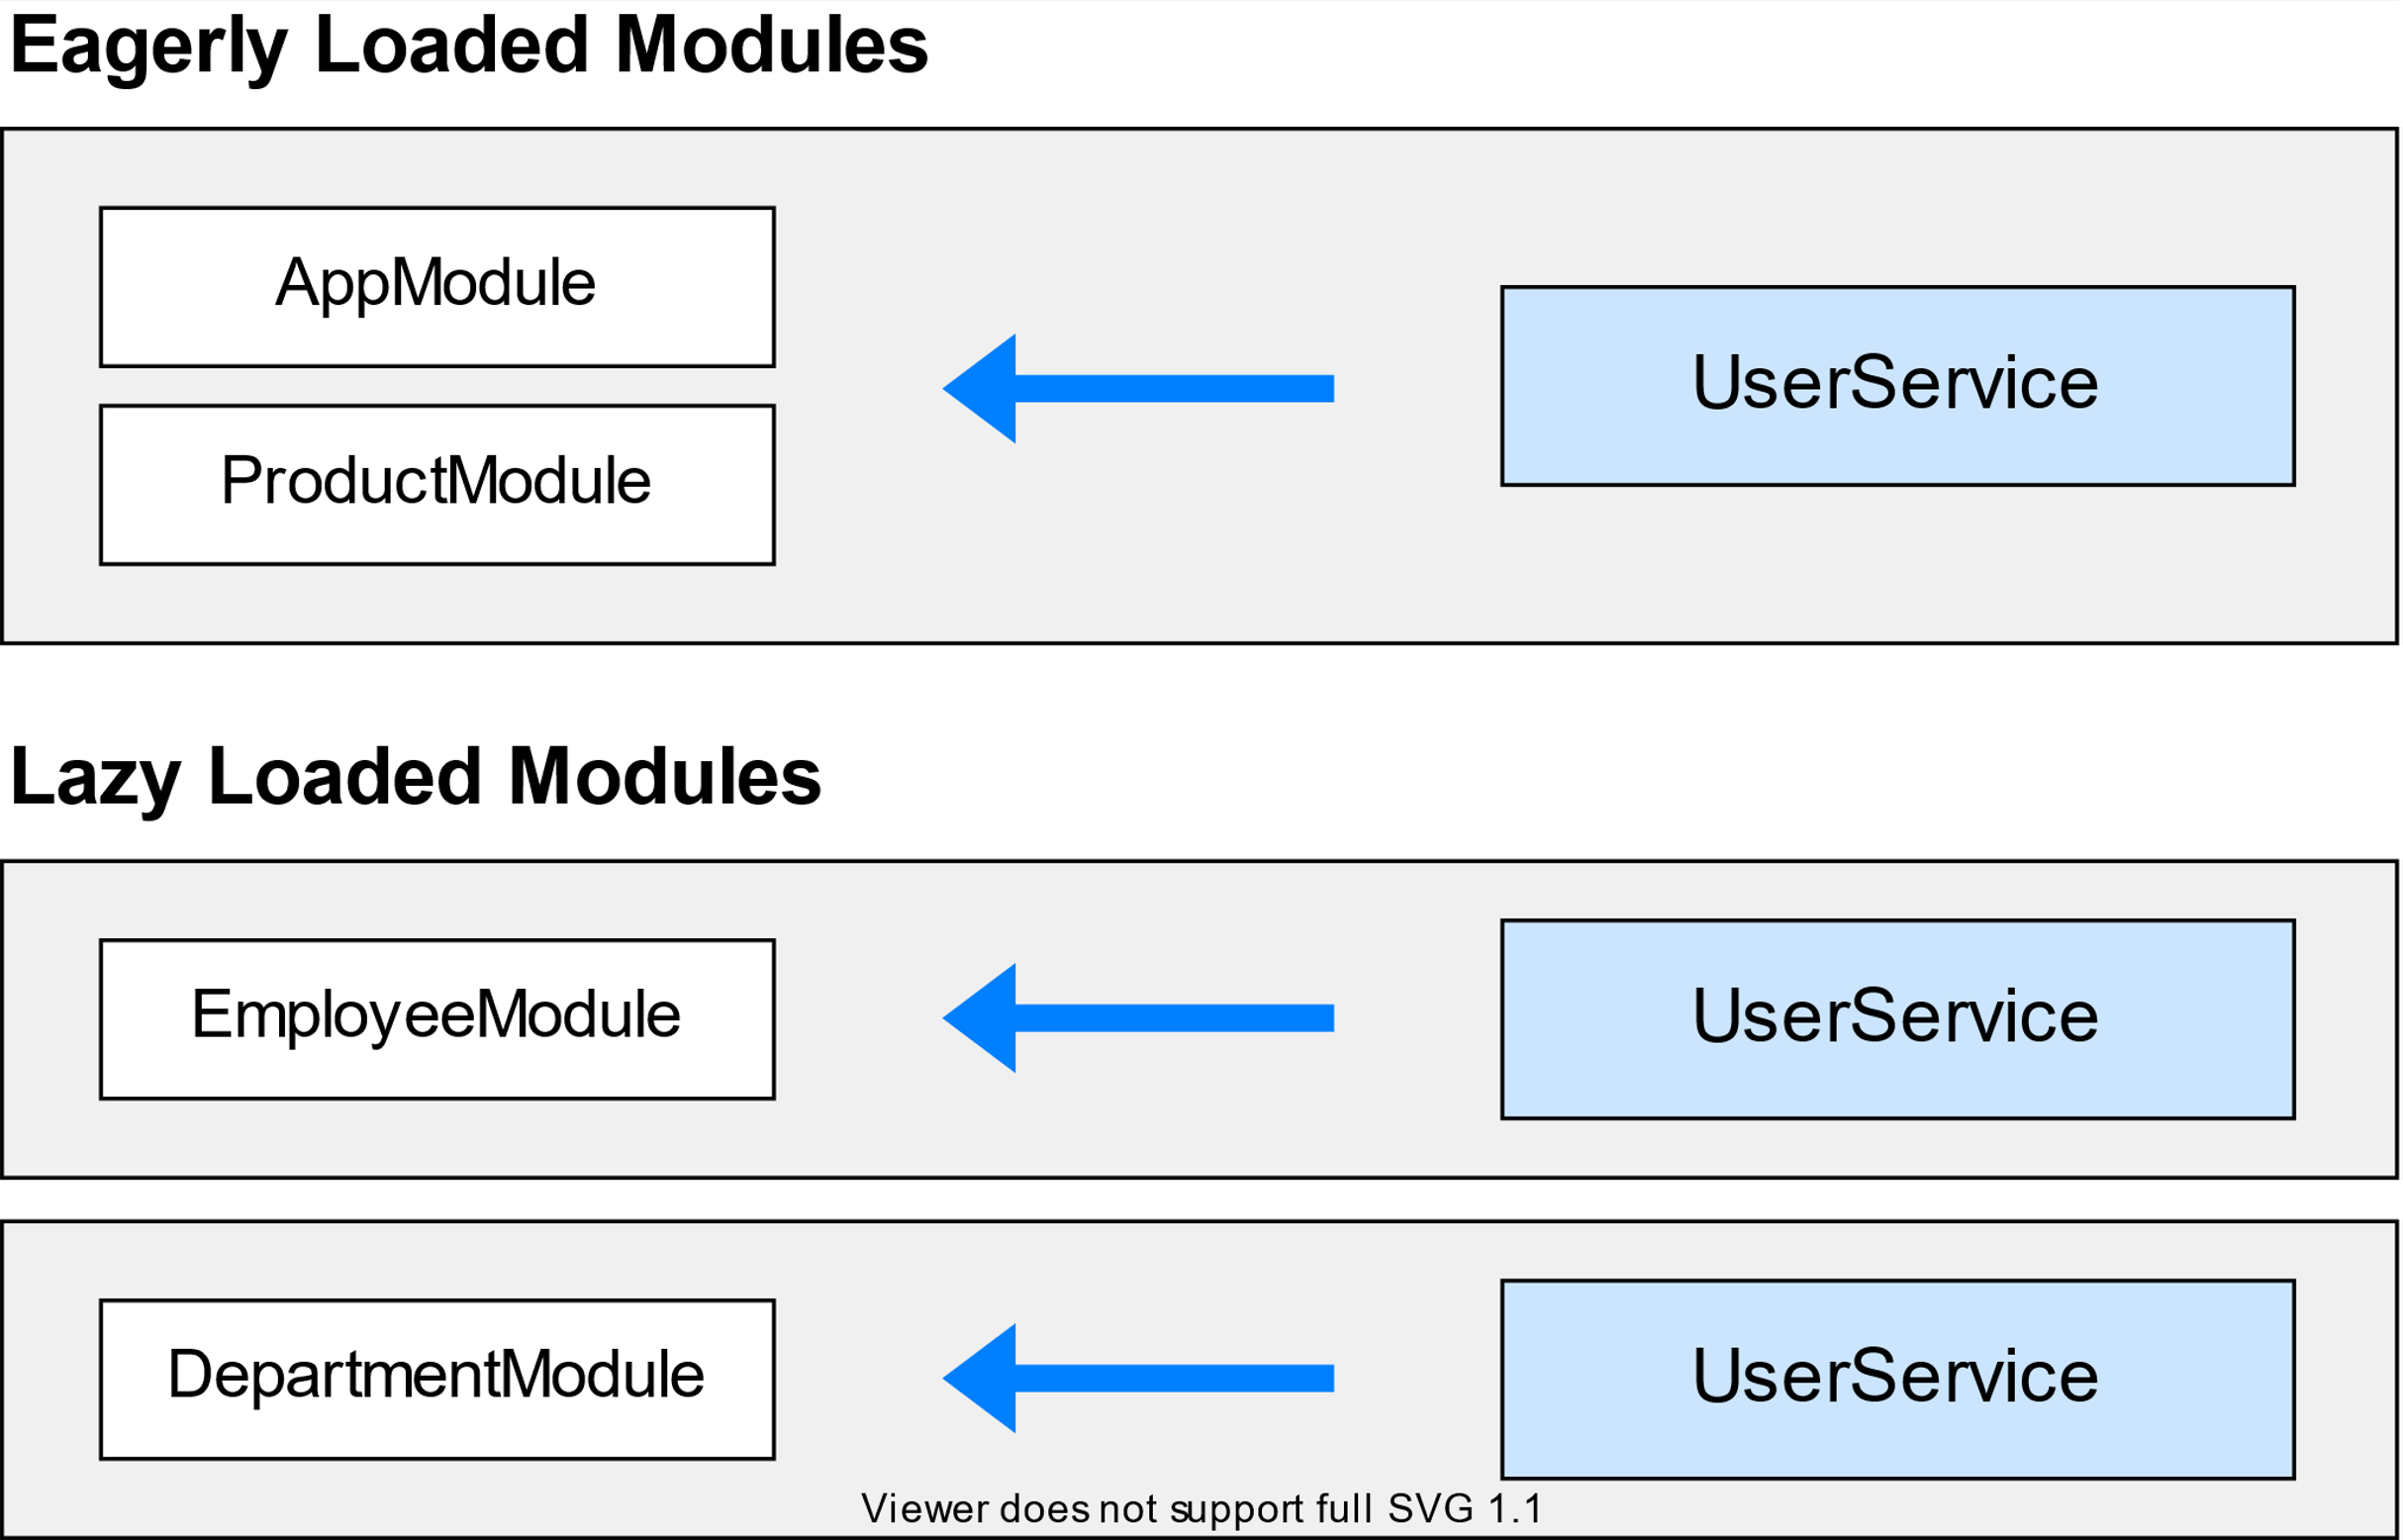 Eagerly Loaded Modules
AppModule
ProductModule
UserService
Lazy Loaded Modules
EmployeeModule
UserService
DepartmentModule
UserService
Viewer does not support full SVG 1.1